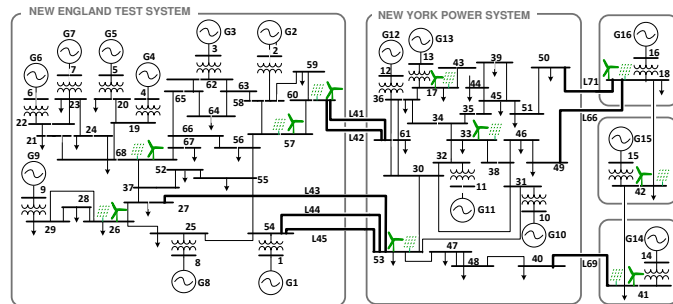 NEW ENGLAND TEST SYSTEM
NEW YORK POWER SYSTEM
G7 G5 G3 G2 G12 G13 G16
G6 G4
3 2 59 13 43 39 50 16
7 5 12 L71 18
6 4 62 63 58 60 36 17 44 45
22 23 20 65 64 L41 35 51 L66
21 24 19 66 34 G15
68 67 56 57 L42 61 33 46 49 15
G9 52 55 32 38 42
9 37 30 11 31
28 L43 G11 10
29 26 27 L44 G10
25 54 L45 53 47 40 G14
8 1 48 L69 14
G8 G1 41